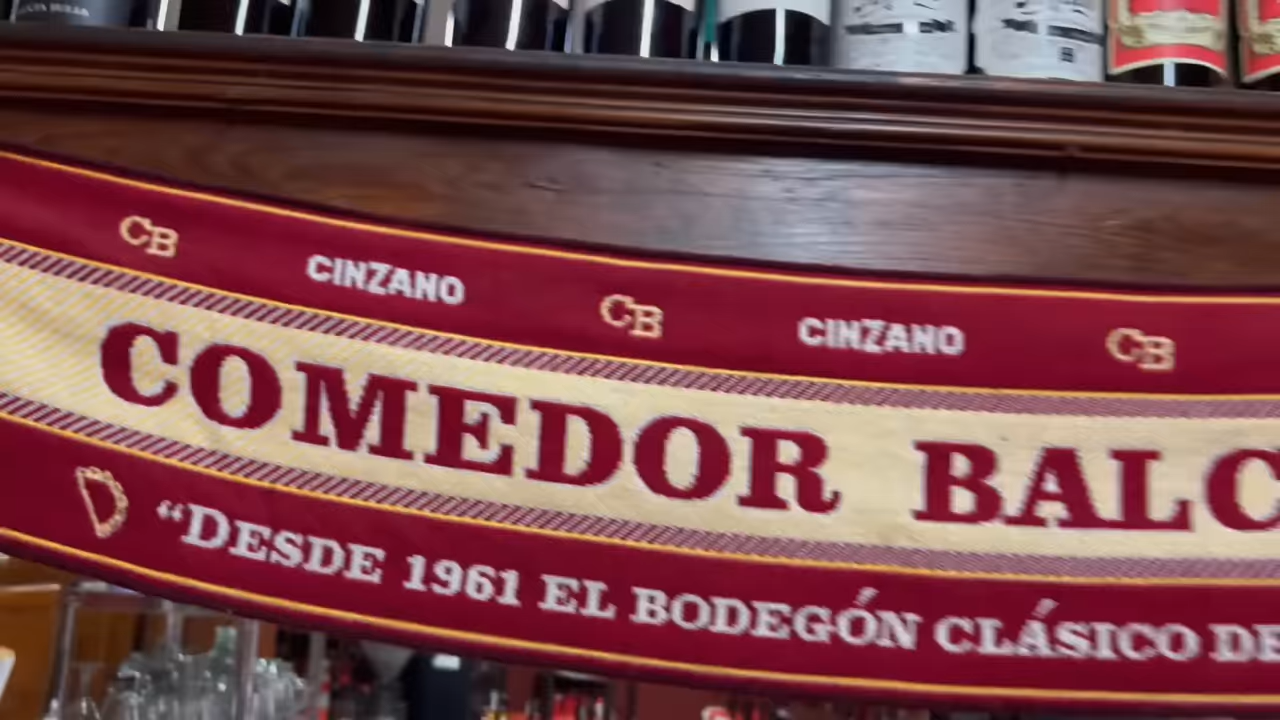 CB CINZANO CB CINZANO CB
COMEDOR BALC
“DESDE 1961 EL BODEGÓN CLÁSICO DE